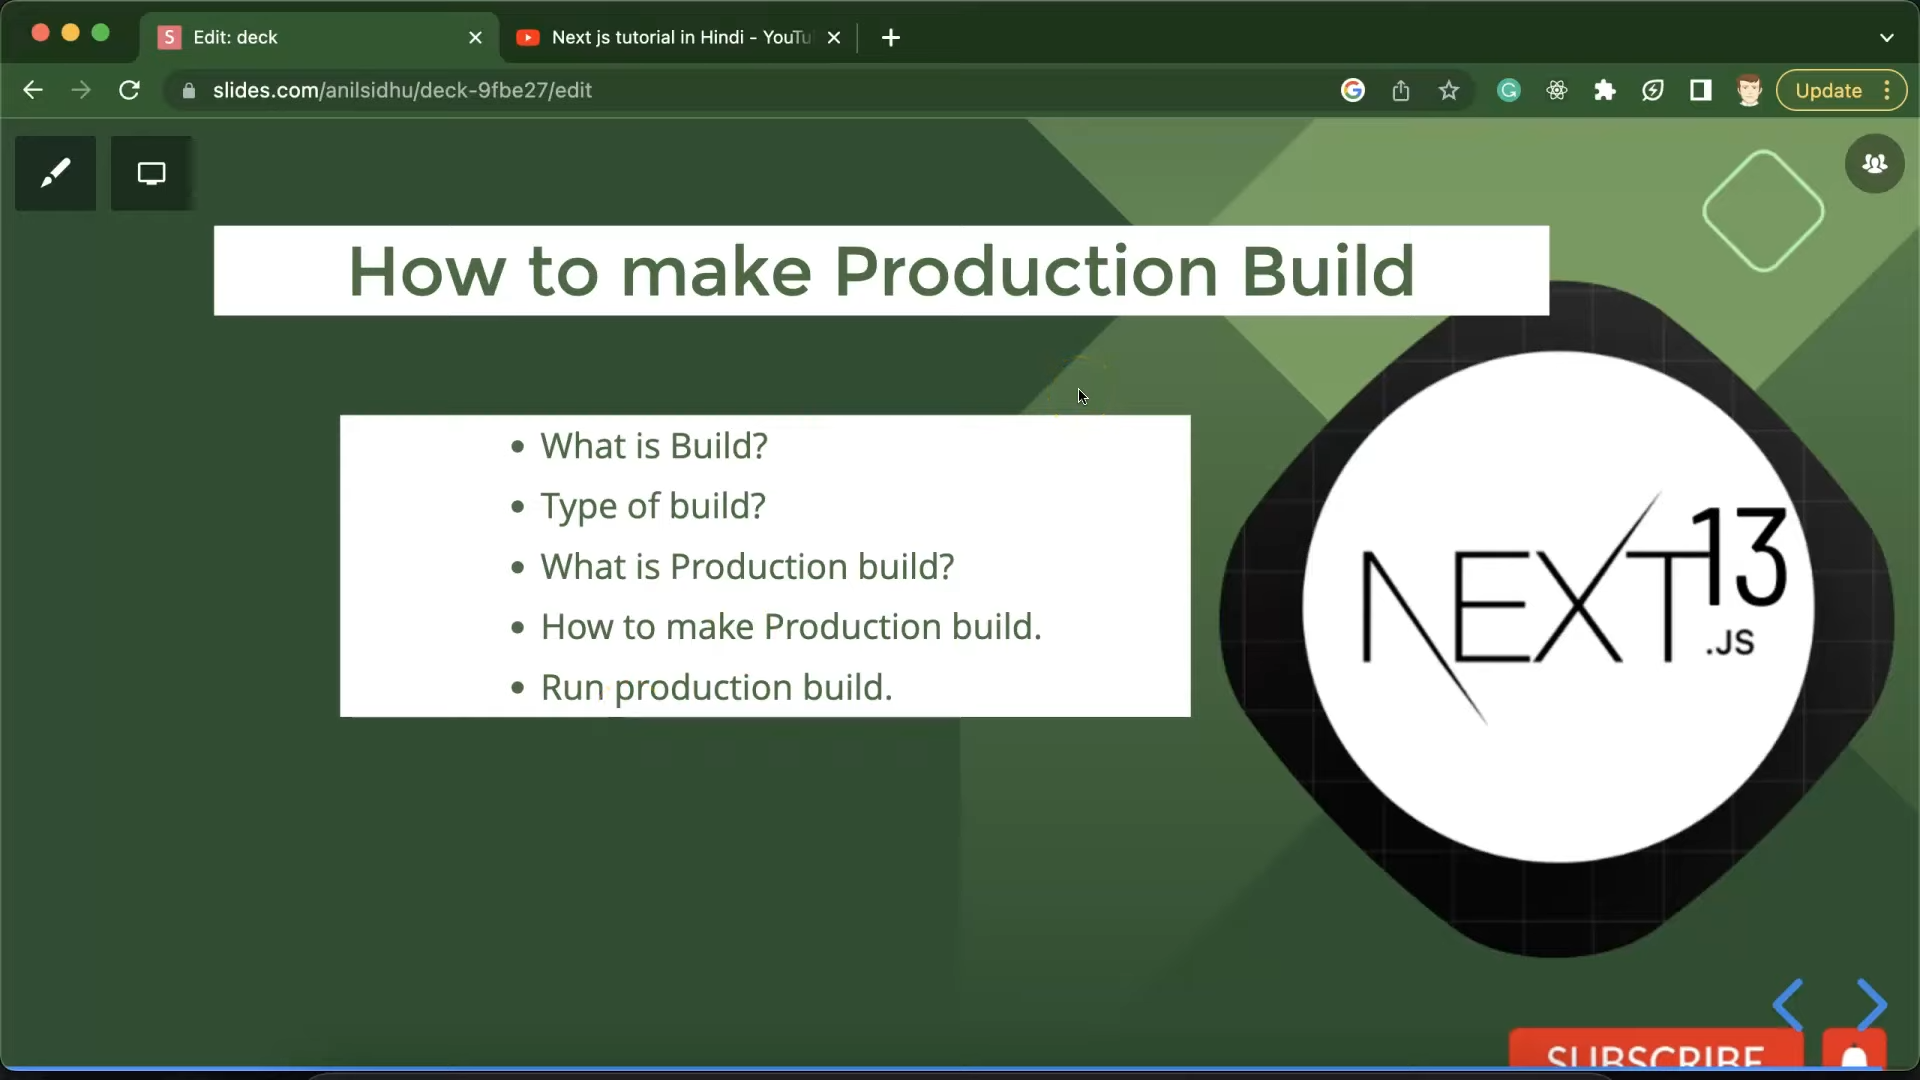 S Edit: deck
Next js tutorial in Hindi - YouTu
slides.com/anilsidhu/deck-9fbe27/edit
G
G
Update
How to make Production Build
• What is Build?
• Type of build?
• What is Production build?
• How to make Production build.
• Run production build.
NEXT13
.JS
SUBSCRIBE